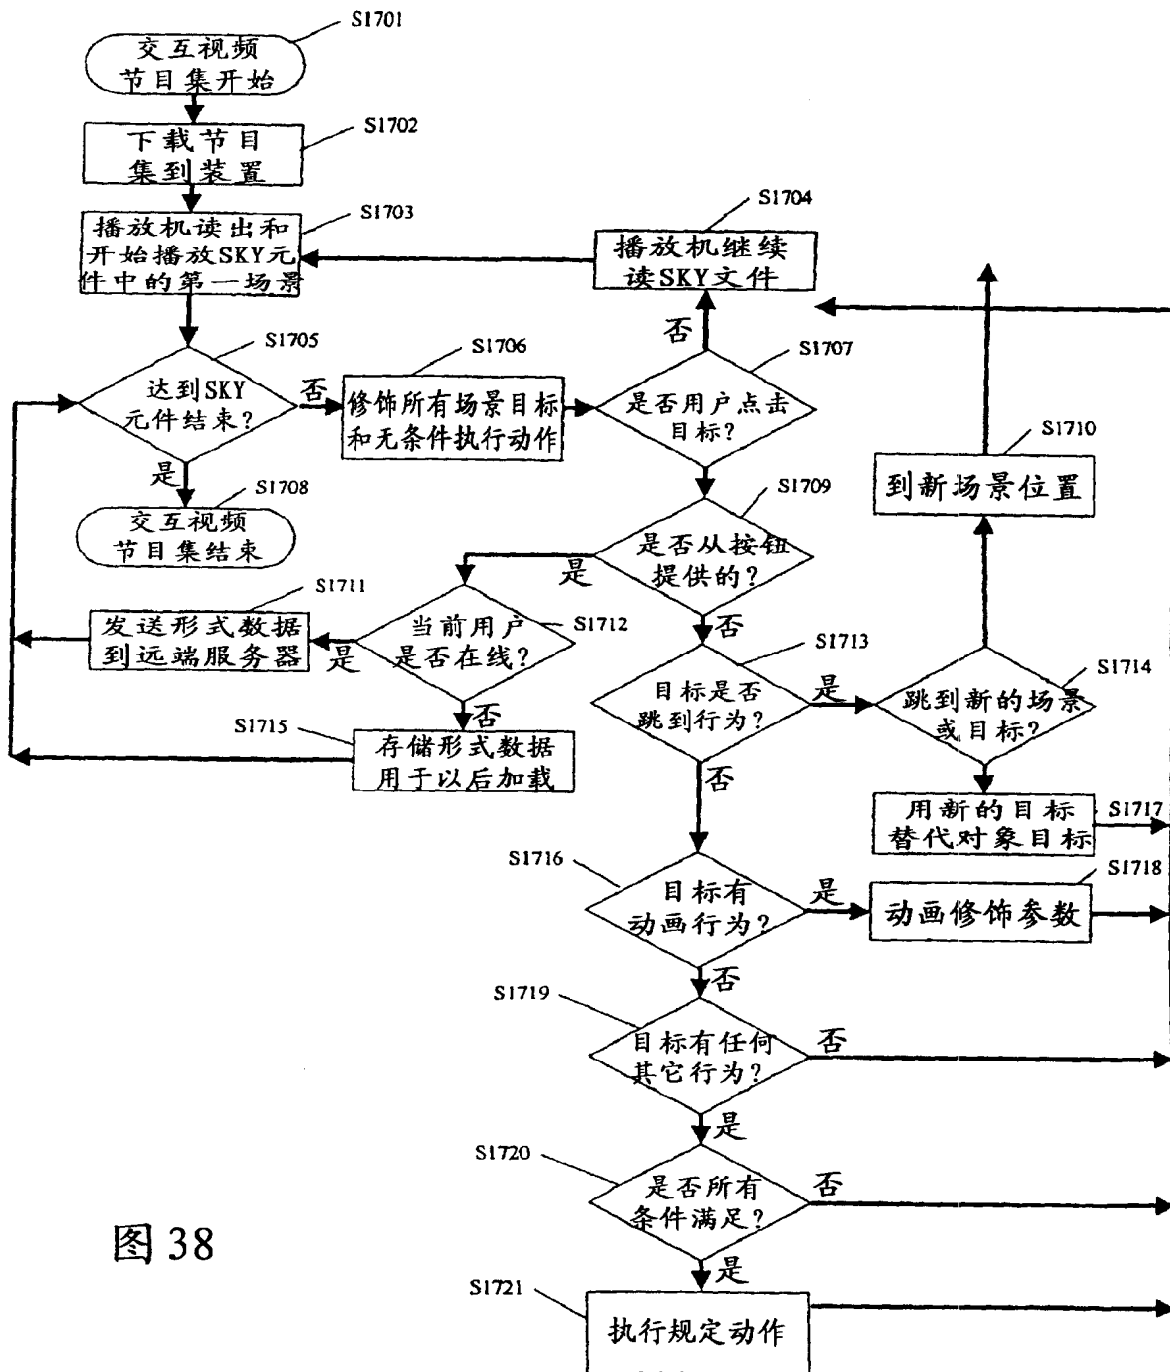 S1701
交互视频
节目集开始
S1702
下载节目
集到装置
S1703
播放机读出和
开始播放SKY元
件中的第一场景
S1704
播放机继续
读SKY文件
否
S1705
达到SKY
元件结束?
否
是
S1706
修饰所有场景目标
和无条件执行动作
S1707
是否用户点击
目标?
S1708
交互视频
节目集结束
S1709
是否从按钮
提供的?
是
否
S1710
到新场景位置
S1711
发送形式数据
到远端服务器
S1712
当前用户
是否在线?
是
否
S1713
目标是否
跳到行为?
是
否
S1714
跳到新的场景
或目标?
S1715
存储形式数据
用于以后加载
S1716
目标有
动画行为?
是
否
S1717
用新的目标
替代对象目标
S1718
动画修饰参数
S1719
目标有任何
其它行为?
否
是
S1720
是否所有
条件满足?
否
是
S1721
执行规定动作
图 38